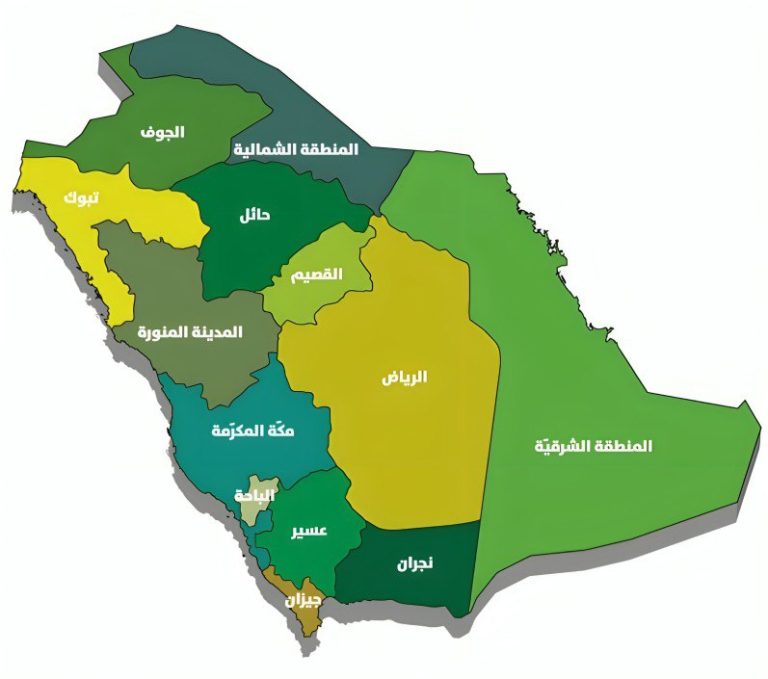 الجوف
المنطقة الشمالية
تبوك
حائل
القصيم
المدينة المنورة
الرياض
مكّة المكرّمة
المنطقة الشرقيّة
الباحة
عسير
نجران
جيزان